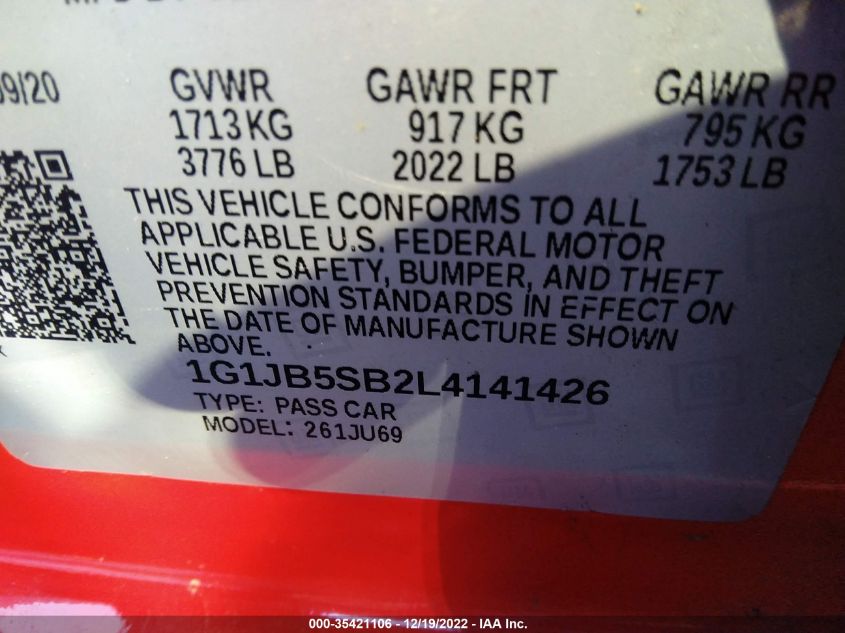 09/20 GVWR GAWR FRT GAWR RR
1713 KG 917 KG 795 KG
3776 LB 2022 LB 1753 LB
THIS VEHICLE CONFORMS TO ALL
APPLICABLE U.S. FEDERAL MOTOR
VEHICLE SAFETY, BUMPER, AND THEFT
PREVENTION STANDARDS IN EFFECT ON
THE DATE OF MANUFACTURE SHOWN
ABOVE.
1G1JB5SB2L4141426
TYPE: PASS CAR
MODEL: 261JU69
000-35421106 - 12/19/2022 - © IAA Inc.